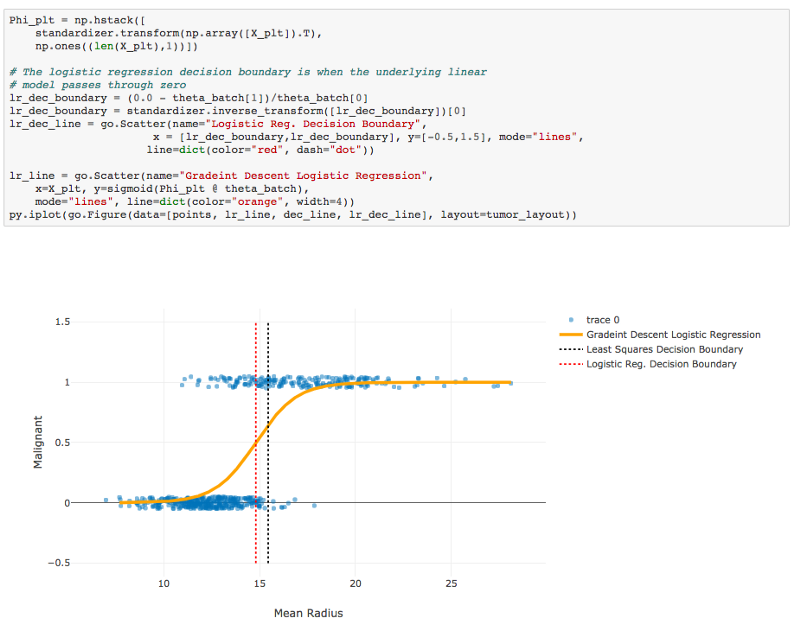 Phi_plt = np.hstack([
    standardizer.transform(np.array([X_plt]).T),
    np.ones((len(X_plt),1))])

# The logistic regression decision boundary is when the underlying linear
# model passes through zero
lr_dec_boundary = (0.0 - theta_batch[1])/theta_batch[0]
lr_dec_boundary = standardizer.inverse_transform([lr_dec_boundary])[0]
lr_dec_line = go.Scatter(name="Logistic Reg. Decision Boundary",
                      x = [lr_dec_boundary,lr_dec_boundary], y=[-0.5,1.5], mode="lines",
                     line=dict(color="red", dash="dot"))

lr_line = go.Scatter(name="Gradeint Descent Logistic Regression",
    x=X_plt, y=sigmoid(Phi_plt @ theta_batch),
    mode="lines", line=dict(color="orange", width=4))
py.iplot(go.Figure(data=[points, lr_line, dec_line, lr_dec_line], layout=tumor_layout))
trace 0
Gradeint Descent Logistic Regression
Least Squares Decision Boundary
Logistic Reg. Decision Boundary
Malignant
1.5
1
0.5
0
−0.5
10
15
20
25
Mean Radius